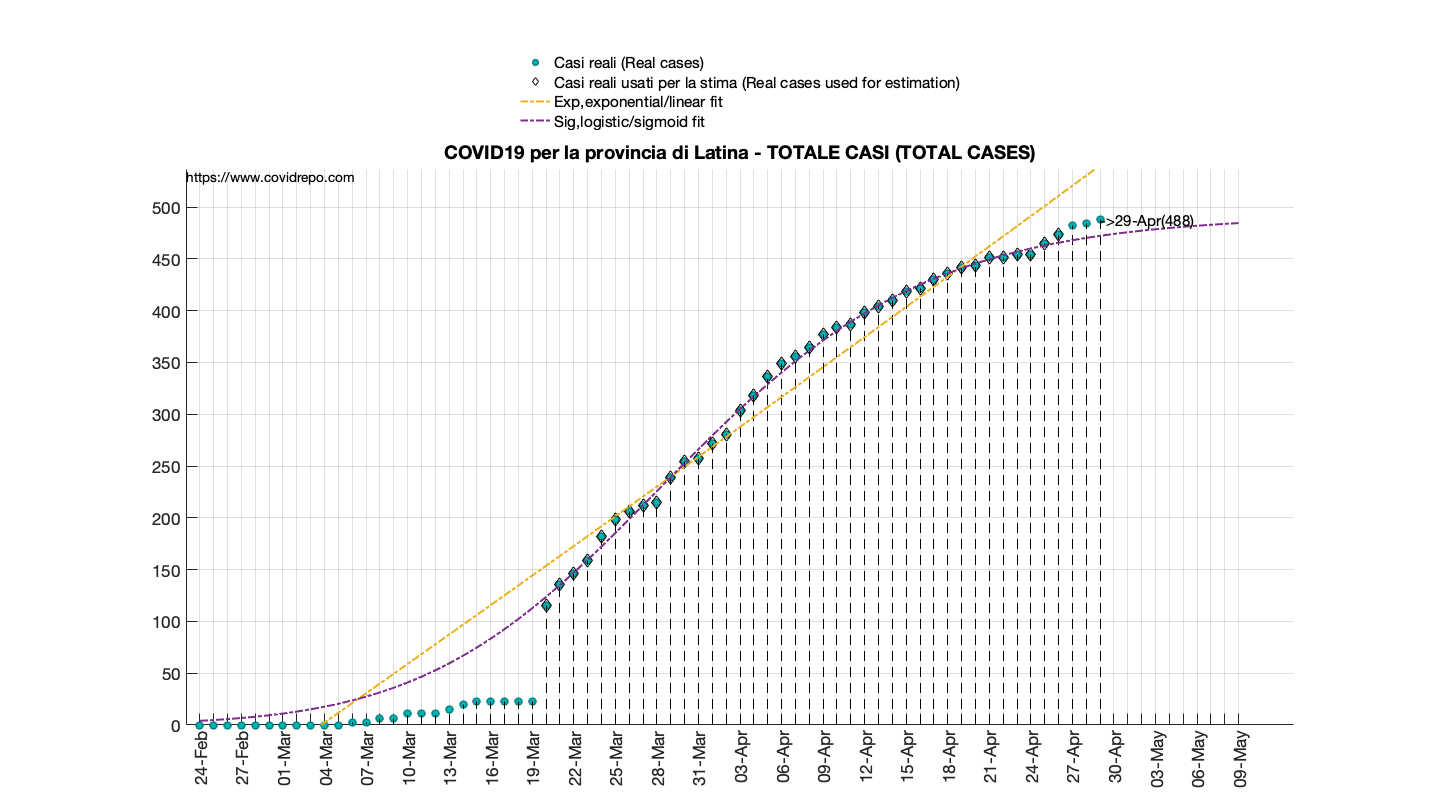 Casi reali (Real cases)
Casi reali usati per la stima (Real cases used for estimation)
Exp,exponential/linear fit
Sig,logistic/sigmoid fit
COVID19 per la provincia di Latina - TOTALE CASI (TOTAL CASES)
https://www.covidrepo.com
500
450
400
350
300
250
200
150
100
50
0
->29-Apr(488)
24-Feb
27-Feb
01-Mar
04-Mar
07-Mar
10-Mar
13-Mar
16-Mar
19-Mar
22-Mar
25-Mar
28-Mar
31-Mar
03-Apr
06-Apr
09-Apr
12-Apr
15-Apr
18-Apr
21-Apr
24-Apr
27-Apr
30-Apr
03-May
06-May
09-May